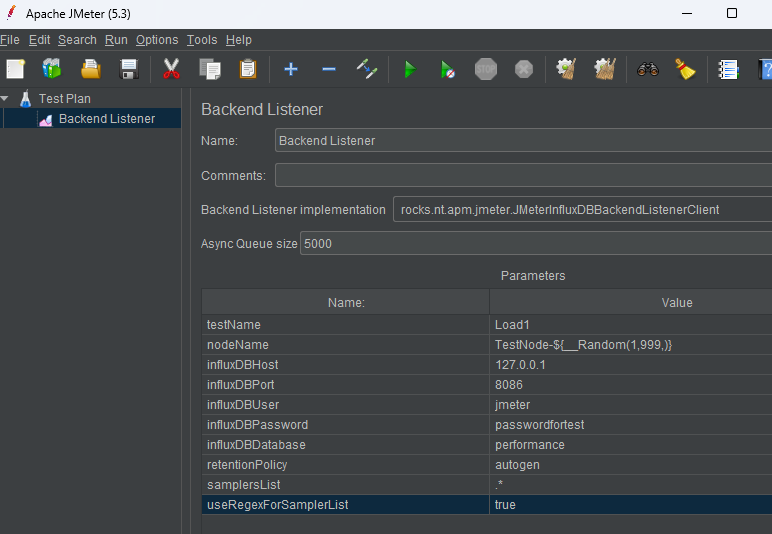 Apache JMeter (5.3)
File Edit Search Run Options Tools Help
STOP
?
Test Plan
Backend Listener
Backend Listener
Name: Backend Listener
Comments:
Backend Listener implementation rocks.nt.apm.jmeter.JMeterInfluxDBBackendListenerClient
Async Queue size 5000
Parameters
Name: Value
testName Load1
nodeName TestNode-${__Random(1,999,)}
influxDBHost 127.0.0.1
influxDBPort 8086
influxDBUser jmeter
influxDBPassword passwordfortest
influxDBDatabase performance
retentionPolicy autogen
samplersList .*
useRegexForSamplerList true